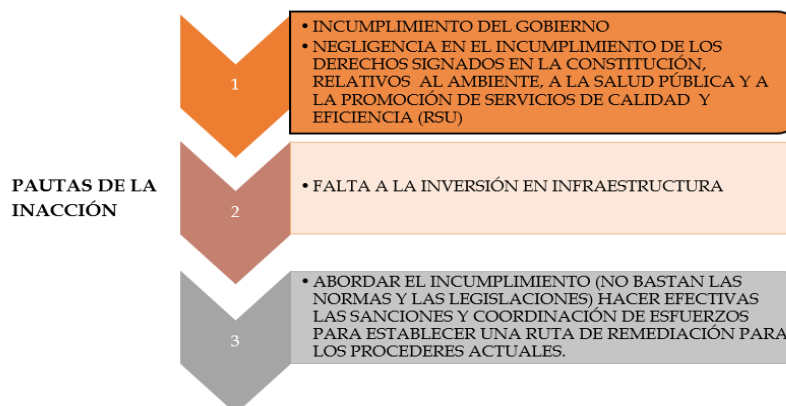 PAUTAS DE LA
INACCIÓN
1
• INCUMPLIMIENTO DEL GOBIERNO
• NEGLIGENCIA EN EL INCUMPLIMIENTO DE LOS
DERECHOS SIGNADOS EN LA CONSTITUCIÓN,
RELATIVOS AL AMBIENTE, A LA SALUD PÚBLICA Y A
LA PROMOCIÓN DE SERVICIOS DE CALIDAD Y
EFICIENCIA (RSU)
2
• FALTA A LA INVERSIÓN EN INFRAESTRUCTURA
3
• ABORDAR EL INCUMPLIMIENTO (NO BASTAN LAS
NORMAS Y LAS LEGISLACIONES) HACER EFECTIVAS
LAS SANCIONES Y COORDINACIÓN DE ESFUERZOS
PARA ESTABLECER UNA RUTA DE REMEDIACIÓN PARA
LOS PROCEDERES ACTUALES.